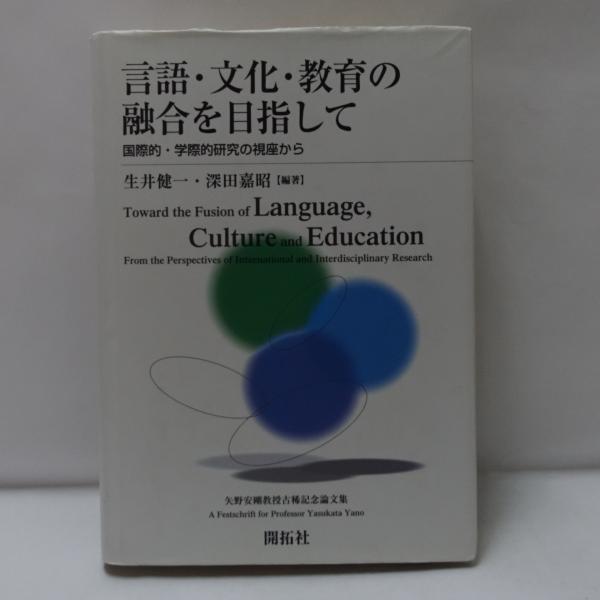 言語・文化・教育の
融合を目指して
国際的・学際的研究の視座から
生井健一・深田嘉昭【編著】
Toward the Fusion of Language,
Culture and Education
From the Perspectives of International and Interdisciplinary Research
矢野安剛教授古稀記念論文集
A Festschrift for Professor Yasukata Yano
開拓社